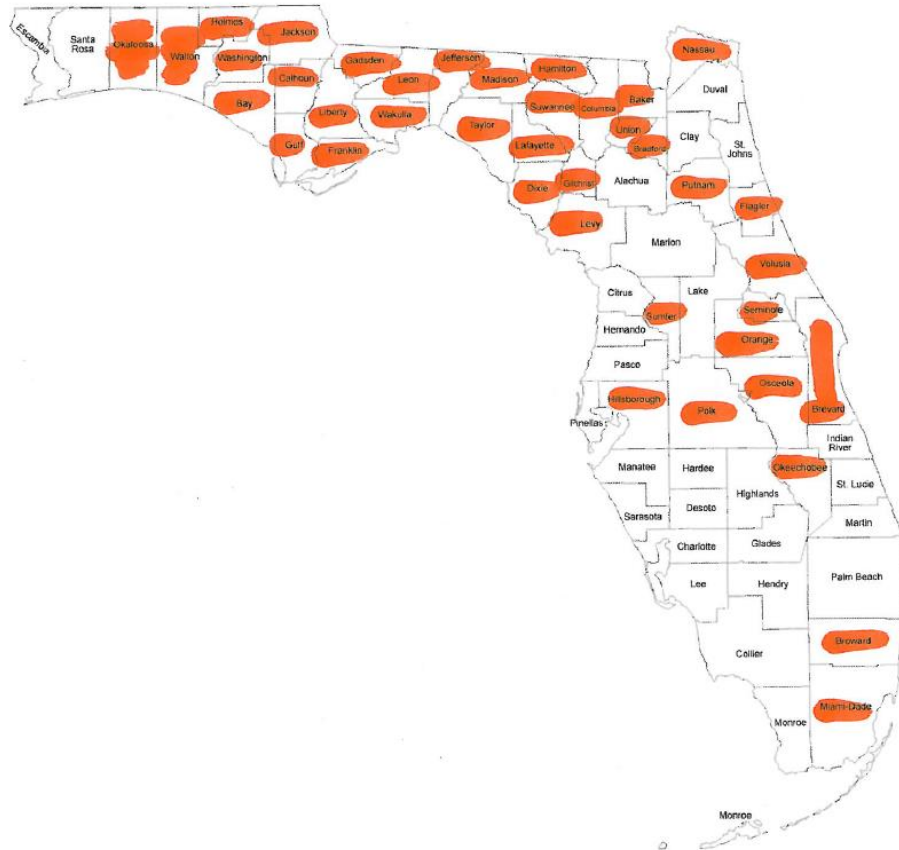 Escambia
Santa
Rosa
Okaloosa
Walton
Holmes
Washington
Jackson
Bay
Calhoun
Gulf
Liberty
Gadsden
Franklin
Leon
Wakulla
Jefferson
Madison
Taylor
Hamilton
Suwannee
Lafayette
Dixie
Columbia
Gilchrist
Levy
Baker
Union
Bradford
Alachua
Nassau
Duval
Clay
St.
Johns
Putnam
Flagler
Marion
Volusia
Citrus
Lake
Sumter
Seminole
Hernando
Orange
Pasco
Osceola
Brevard
Hillsborough
Polk
Pinellas
Indian
River
Okeechobee
Manatee
Hardee
Highlands
St. Lucie
Sarasota
Desoto
Martin
Charlotte
Glades
Lee
Hendry
Palm Beach
Broward
Collier
Miami-Dade
Monroe
Monroe